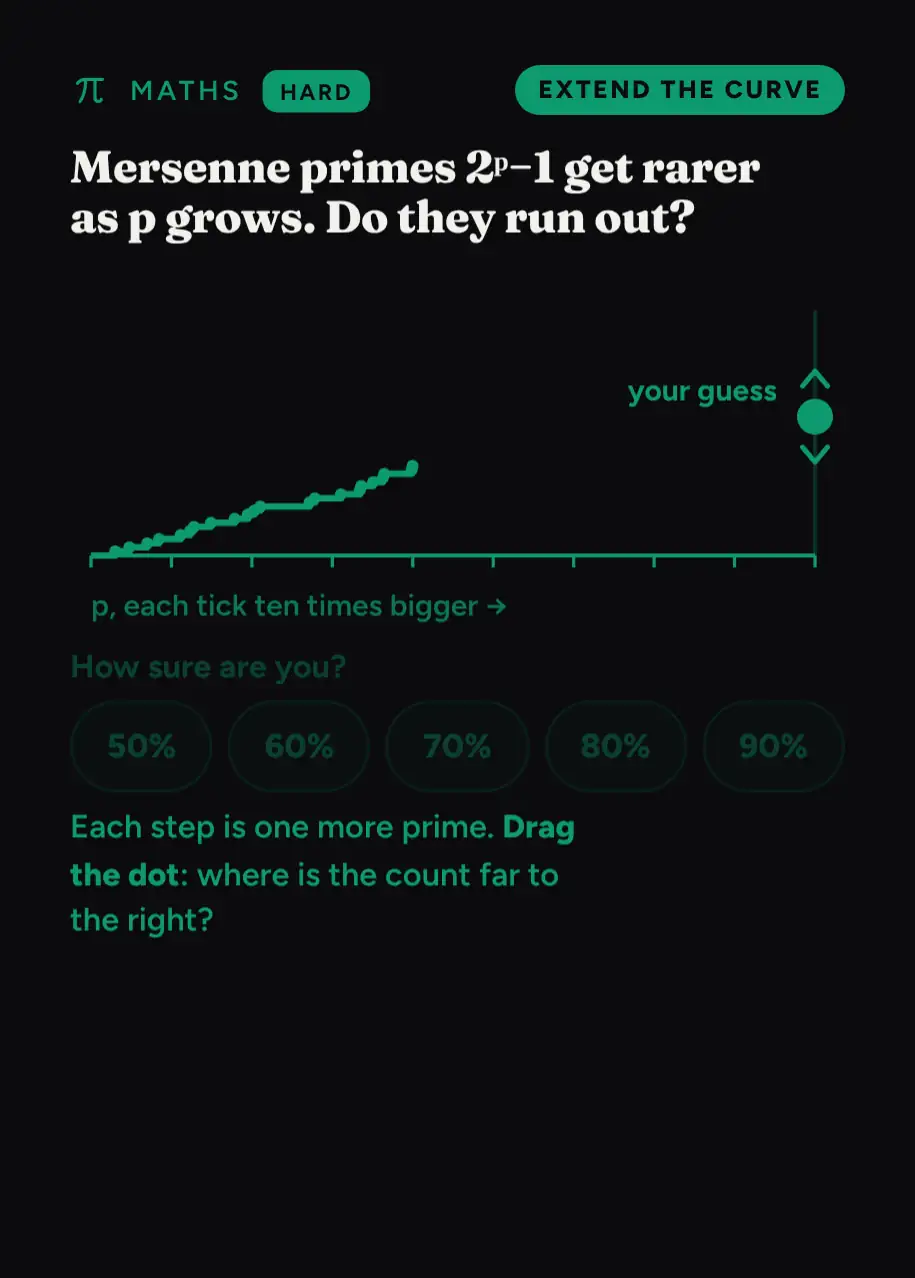 π MATHS HARD EXTEND THE CURVE
Mersenne primes 2ᵖ−1 get rarer
as p grows. Do they run out?
your guess
p, each tick ten times bigger →
How sure are you?
50% 60% 70% 80% 90%
Each step is one more prime. Drag
the dot: where is the count far to
the right?